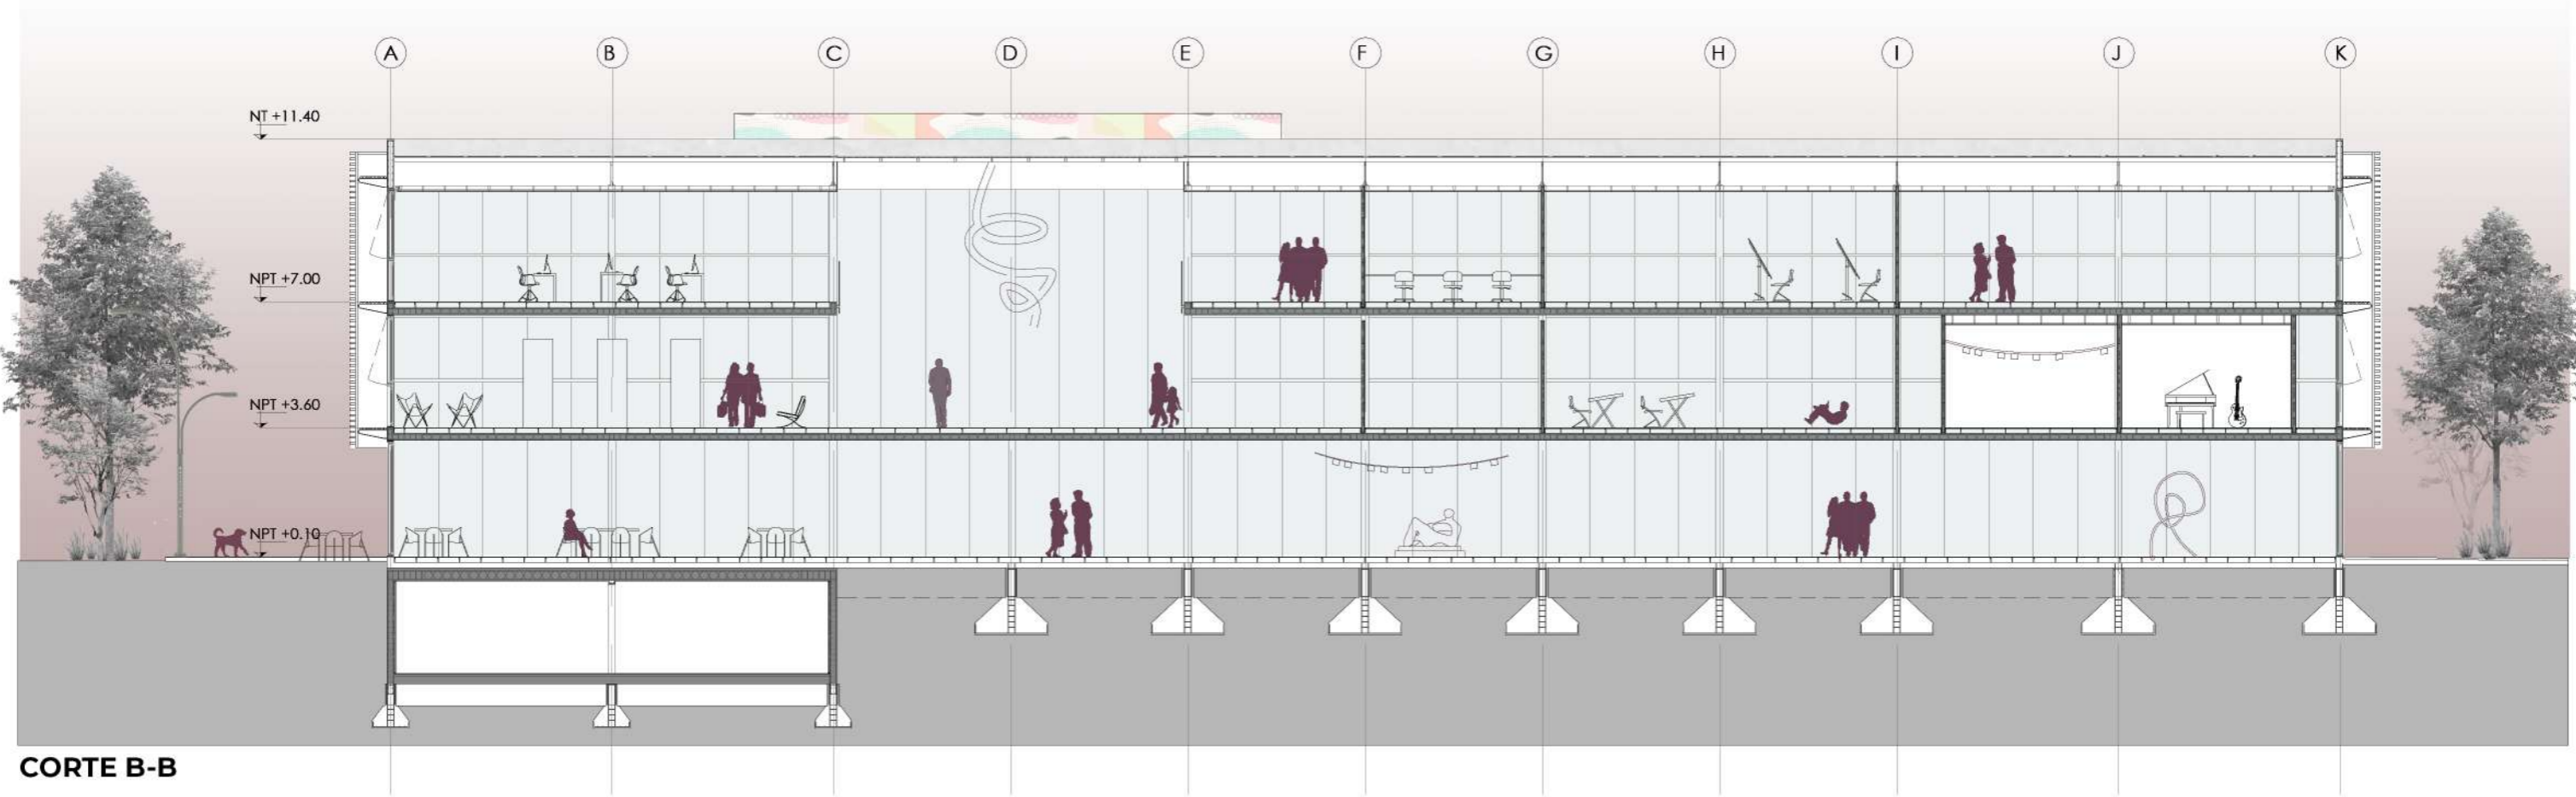 A B C D E F G H I J K
NT +11.40
NPT +7.00
NPT +3.60
NPT +0.10
CORTE B-B